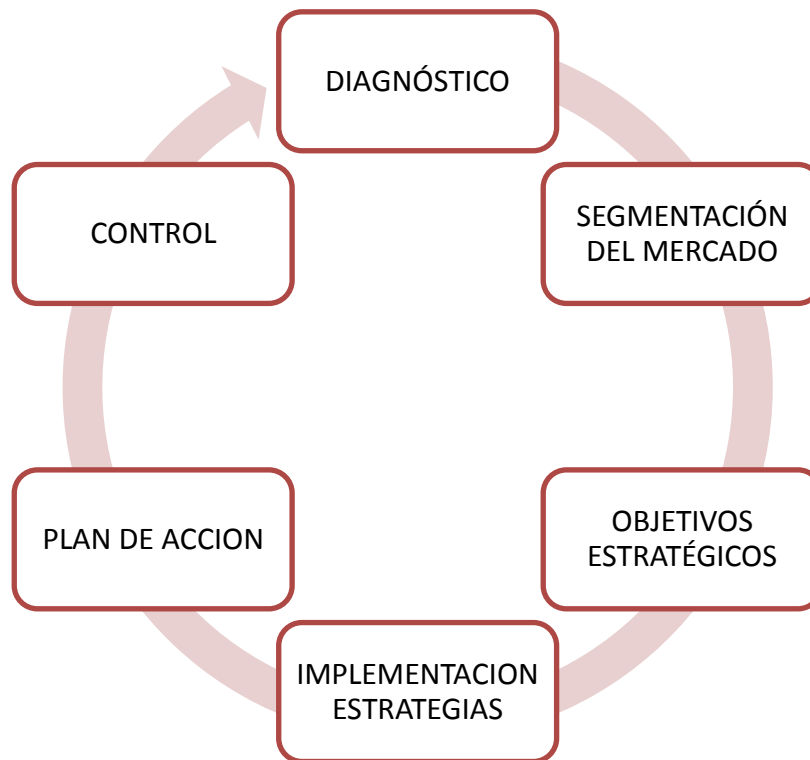 DIAGNÓSTICO
SEGMENTACIÓN
DEL MERCADO
OBJETIVOS
ESTRATÉGICOS
IMPLEMENTACION
ESTRATEGIAS
PLAN DE ACCION
CONTROL